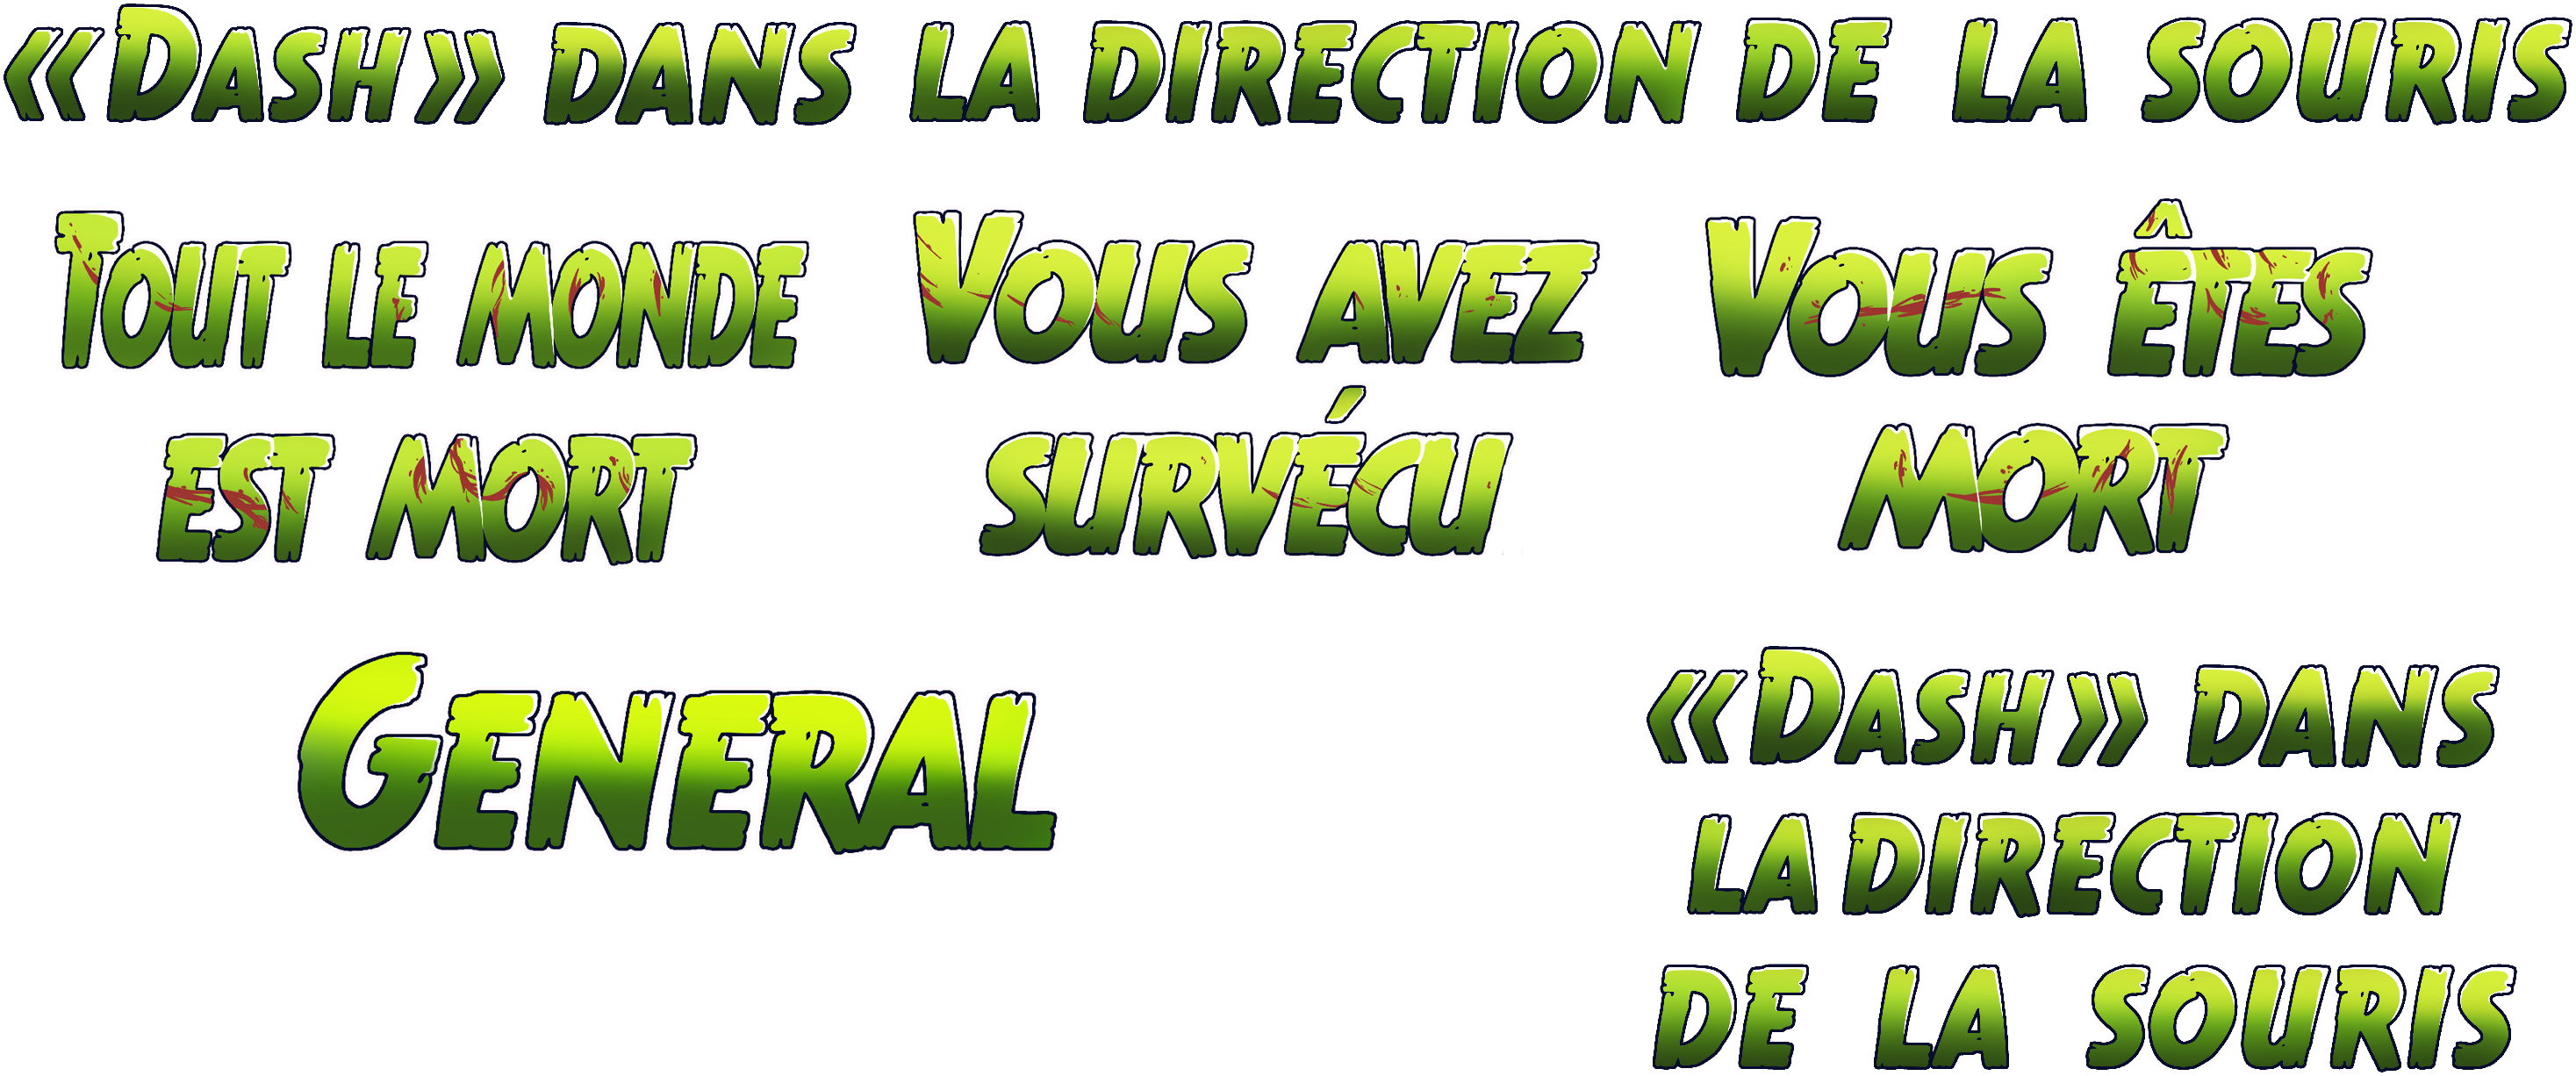 «Dash» dans la direction de la souris
Tout le monde
est mort
Vous avez
survécu
Vous êtes
mort
General
«Dash» dans
la direction
de la souris